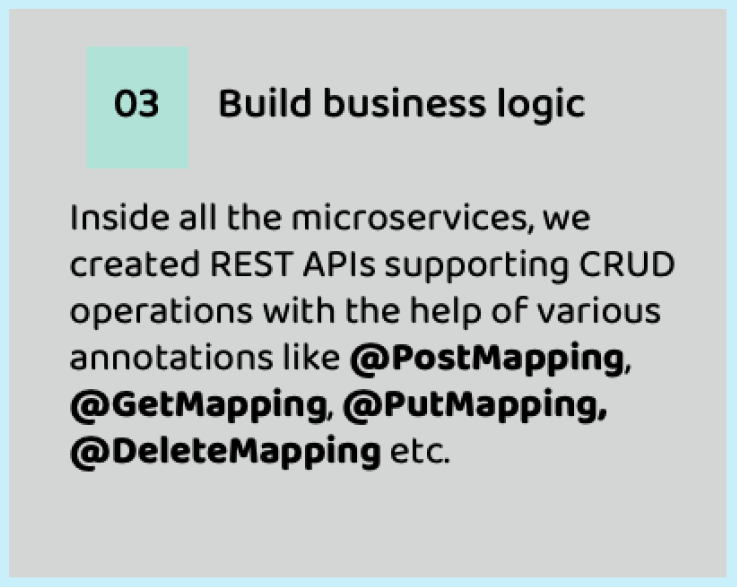 03
Build business logic
Inside all the microservices, we
created REST APIs supporting CRUD
operations with the help of various
annotations like @PostMapping,
@GetMapping, @PutMapping,
@DeleteMapping etc.